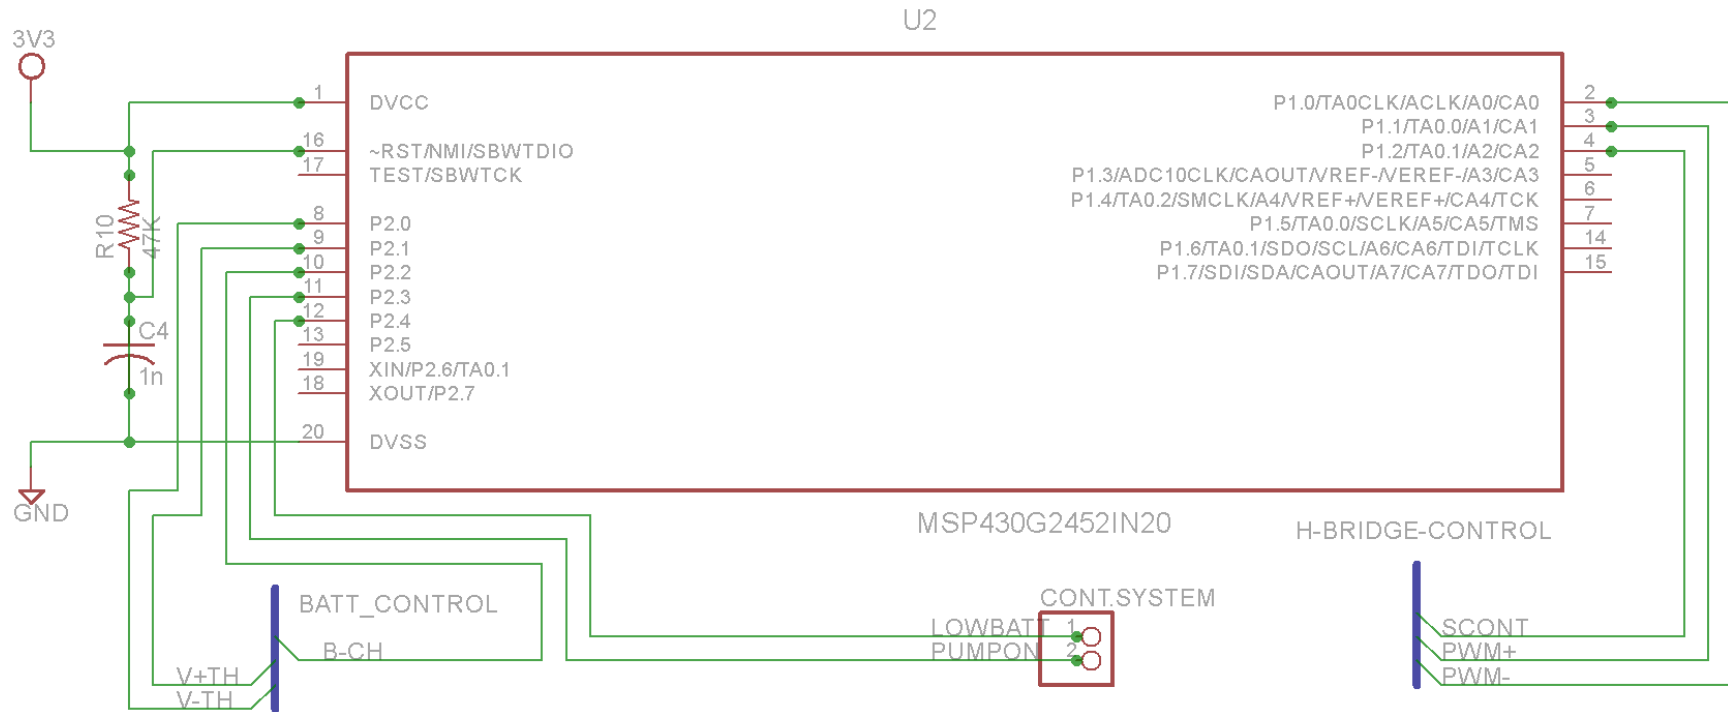 U2
3V3
1 DVCC
16 ~RST/NMI/SBWTDIO
17 TEST/SBWTCK
8 P2.0
9 P2.1
10 P2.2
11 P2.3
12 P2.4
13 P2.5
19 XIN/P2.6/TA0.1
18 XOUT/P2.7
20 DVSS
P1.0/TA0CLK/ACLK/A0/CA0 2
P1.1/TA0.0/A1/CA1 3
P1.2/TA0.1/A2/CA2 4
P1.3/ADC10CLK/CAOUT/VREF-/VEREF-/A3/CA3 5
P1.4/TA0.2/SMCLK/A4/VREF+/VEREF+/CA4/TCK 6
P1.5/TA0.0/SCLK/A5/CA5/TMS 7
P1.6/TA0.1/SDO/SCL/A6/CA6/TDI/TCLK 14
P1.7/SDI/SDA/CAOUT/A7/CA7/TDO/TDI 15
R10
47K
C4
1n
GND
MSP430G2452IN20
BATT_CONTROL
B-CH
V+TH
V-TH
CONT.SYSTEM
LOWBATT 1
PUMPON 2
H-BRIDGE-CONTROL
SCONT
PWM+
PWM-